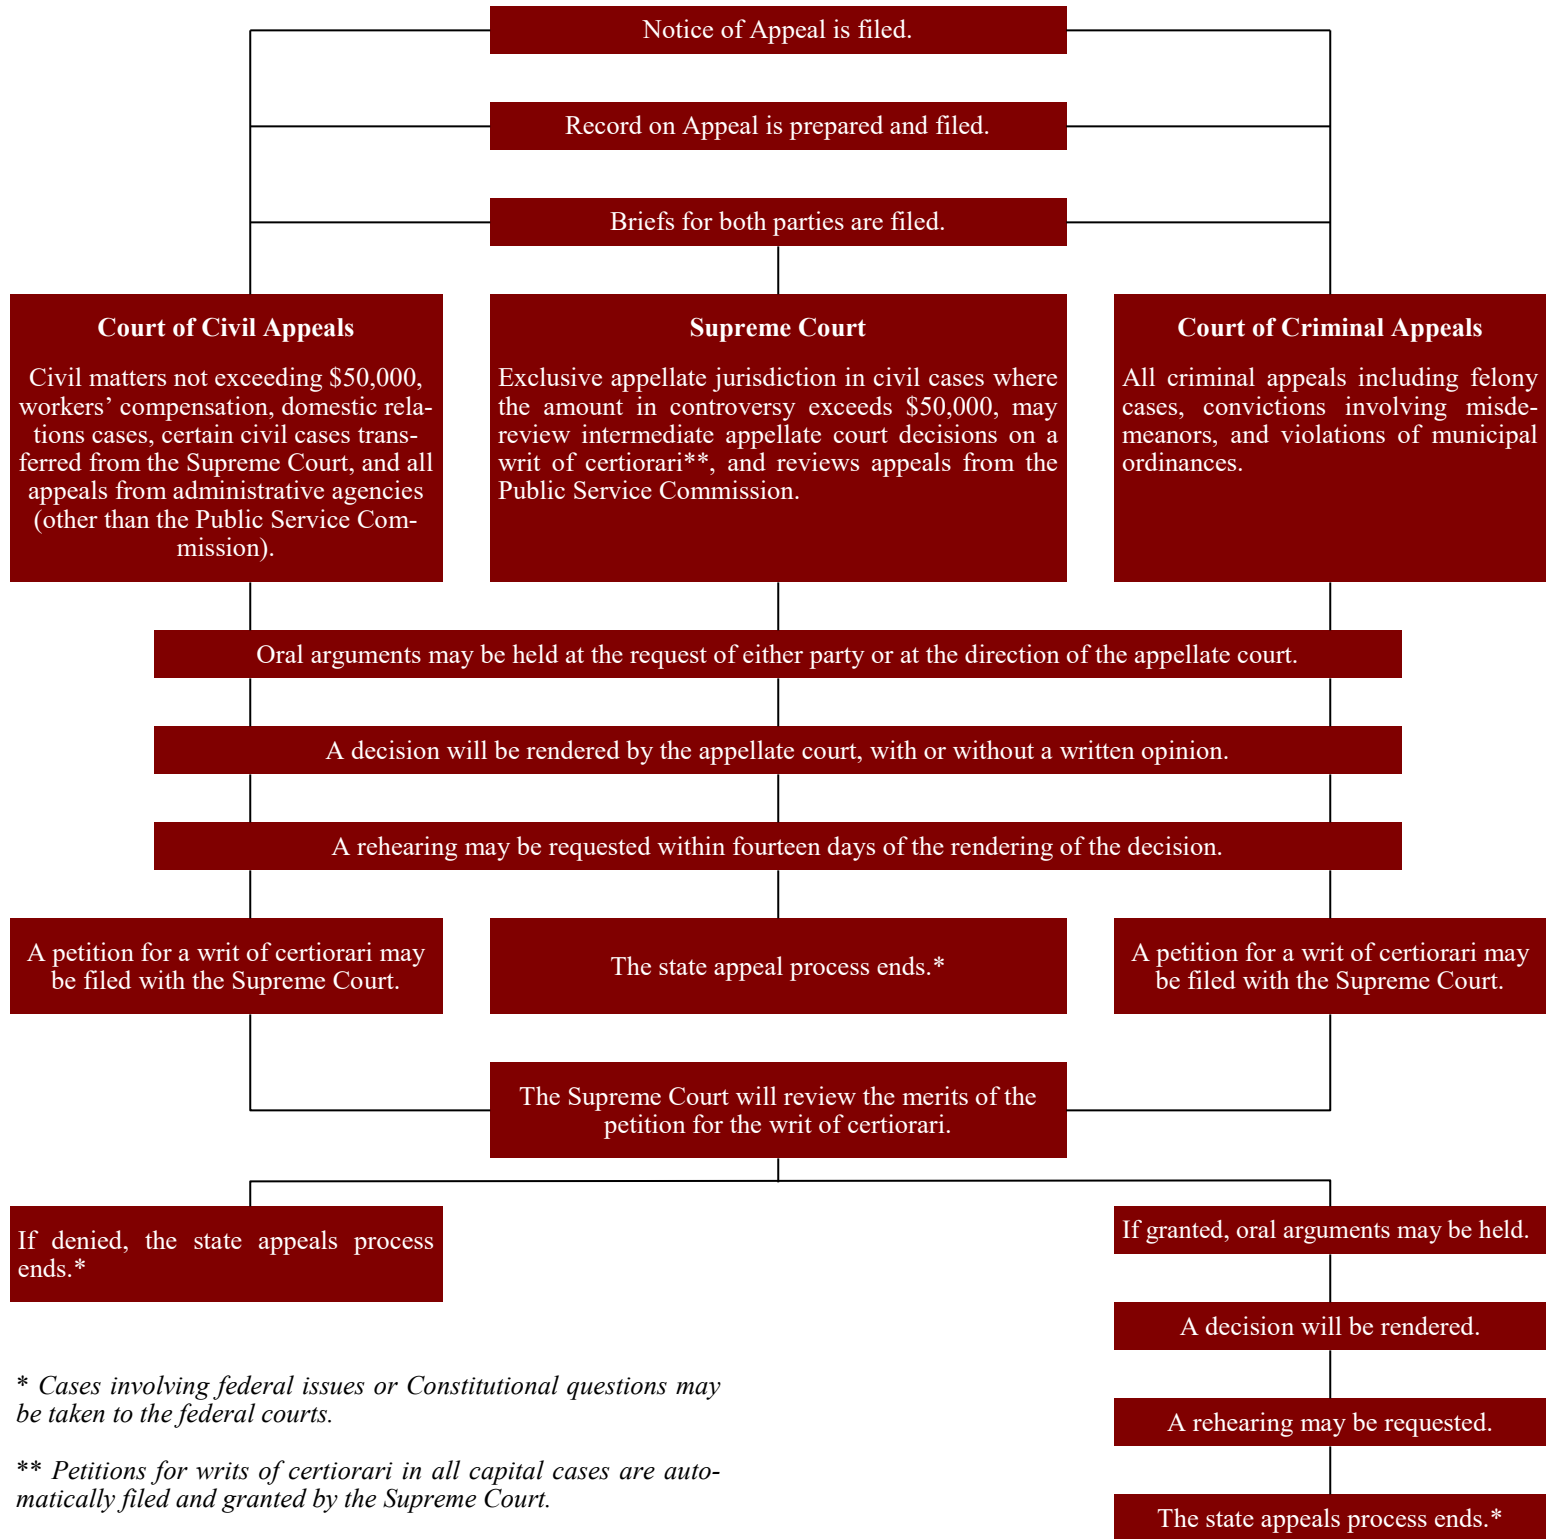 Notice of Appeal is filed.
Record on Appeal is prepared and filed.
Briefs for both parties are filed.
Court of Civil Appeals
Civil matters not exceeding $50,000,
workers’ compensation, domestic rela-
tions cases, certain civil cases trans-
ferred from the Supreme Court, and all
appeals from administrative agencies
(other than the Public Service Com-
mission).
Supreme Court
Exclusive appellate jurisdiction in civil cases where
the amount in controversy exceeds $50,000, may
review intermediate appellate court decisions on a
writ of certiorari**, and reviews appeals from the
Public Service Commission.
Court of Criminal Appeals
All criminal appeals including felony
cases, convictions involving misde-
meanors, and violations of municipal
ordinances.
Oral arguments may be held at the request of either party or at the direction of the appellate court.
A decision will be rendered by the appellate court, with or without a written opinion.
A rehearing may be requested within fourteen days of the rendering of the decision.
A petition for a writ of certiorari may
be filed with the Supreme Court.
The state appeal process ends.*
A petition for a writ of certiorari may
be filed with the Supreme Court.
The Supreme Court will review the merits of the
petition for the writ of certiorari.
If denied, the state appeals process
ends.*
If granted, oral arguments may be held.
A decision will be rendered.
A rehearing may be requested.
The state appeals process ends.*
* Cases involving federal issues or Constitutional questions may
be taken to the federal courts.
** Petitions for writs of certiorari in all capital cases are auto-
matically filed and granted by the Supreme Court.